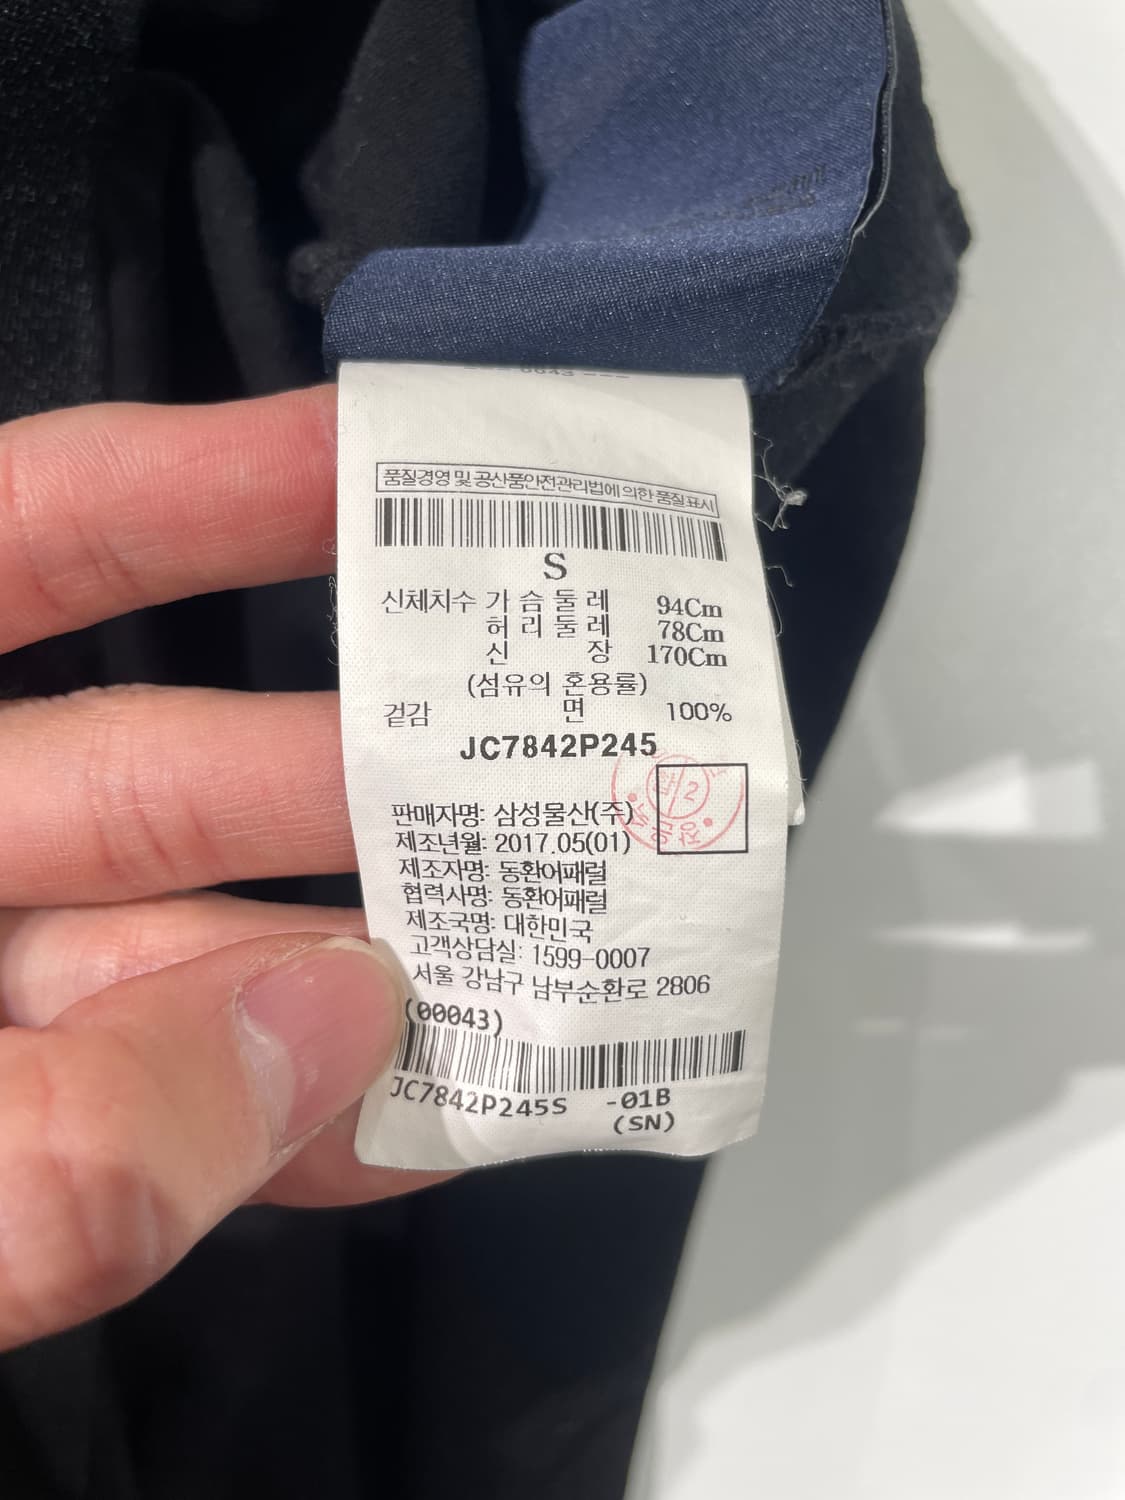 품질경영 및 공산품안전관리법에 의한 품질표시
S
신체치수 가슴둘레 94Cm
허리둘레 78Cm
신장 170Cm
(섬유의 혼용률)
겉감 면 100%
JC7842P245
판매자명: 삼성물산(주)
제조년월: 2017.05(01)
제조자명: 동환어패럴
협력사명: 동환어패럴
제조국명: 대한민국
고객상담실: 1599-0007
서울 강남구 남부순환로 2806
(00043)
JC7842P245S -01B
(SN)